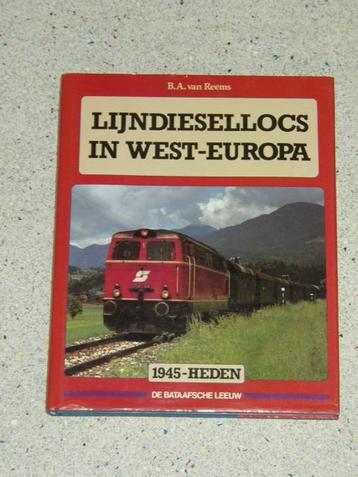 B.A. van Reems
LIJNDIESELLOCS
IN WEST-EUROPA
1945-HEDEN
DE BATAAFSCHE LEEUW